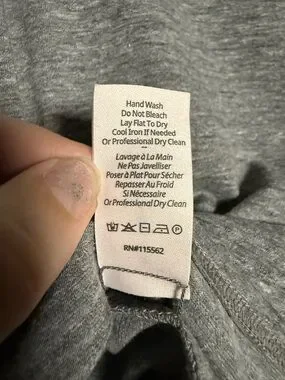 Hand Wash
Do Not Bleach
Lay Flat To Dry
Cool Iron If Needed
Or Professional Dry Clean
Lavage à La Main
Ne Pas Javelliser
Poser à Plat Pour Sécher
Repasser Au Froid
Si Nécessaire
Or Professional Dry Clean
P
RN#115562